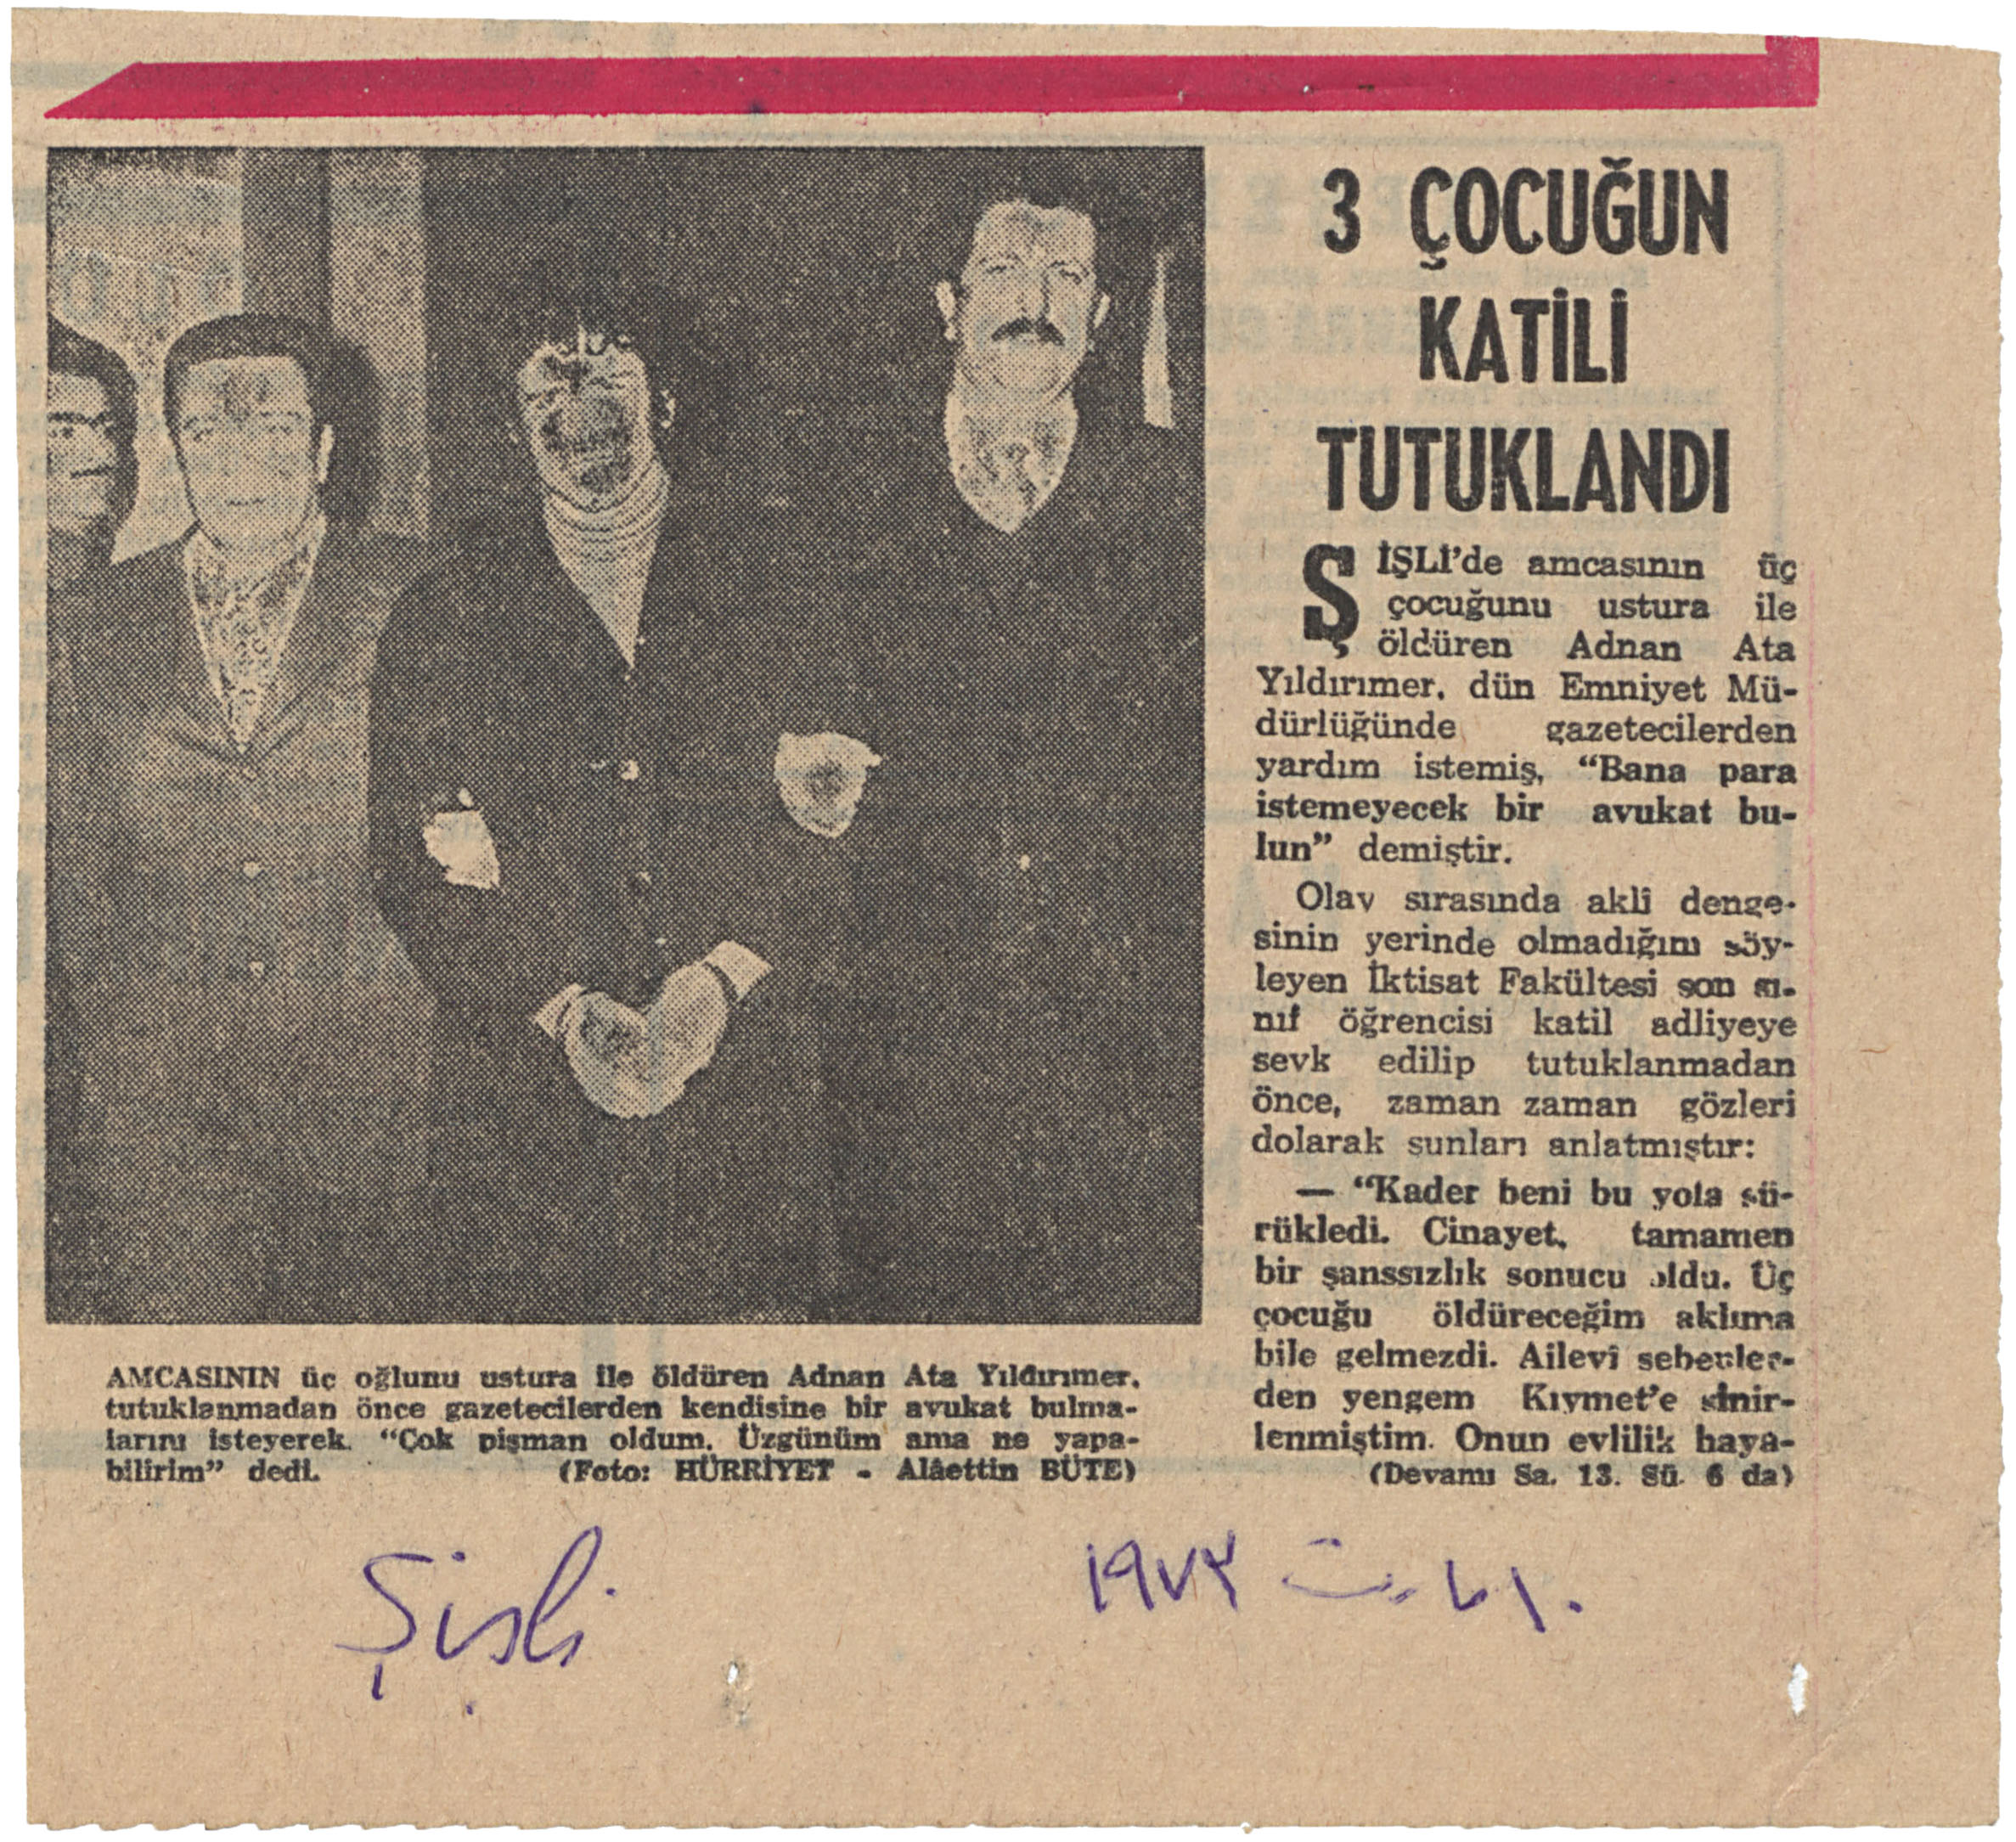 3 ÇOCUĞUN
KATİLİ
TUTUKLANDI
ŞİŞLİ'de amcasının üç
çocuğunu ustura ile
öldüren Adnan Ata
Yıldırımer, dün Emniyet Mü-
dürlüğünde gazetecilerden
yardım istemiş, “Bana para
istemeyecek bir avukat bu-
lun” demiştir.
Olay sırasında aklî denge-
sinin yerinde olmadığını söy-
leyen İktisat Fakültesi son sı-
nıf öğrencisi katil adliyeye
sevk edilip tutuklanmadan
önce, zaman zaman gözleri
dolarak sunları anlatmıştır:
— “Kader beni bu yola sü-
rükledi. Cinayet, tamamen
bir şanssızlık sonucu oldu. Üç
çocuğu öldüreceğim aklıma
bile gelmezdi. Ailevî sebepler-
den yengem Kıymet'e sinir-
lenmiştim. Onun evlilik haya-
(Devamı Sa. 13. Sü. 6 da)
AMCASININ üç oğlunu ustura ile öldüren Adnan Ata Yıldırımer,
tutuklanmadan önce gazetecilerden kendisine bir avukat bulma-
larını isteyerek. “Çok pişman oldum. Üzgünüm ama ne yapa-
bilirim” dedi. (Foto: HÜRRİYET - Alâettin BÜTE)
Şişli
١٩٧٣